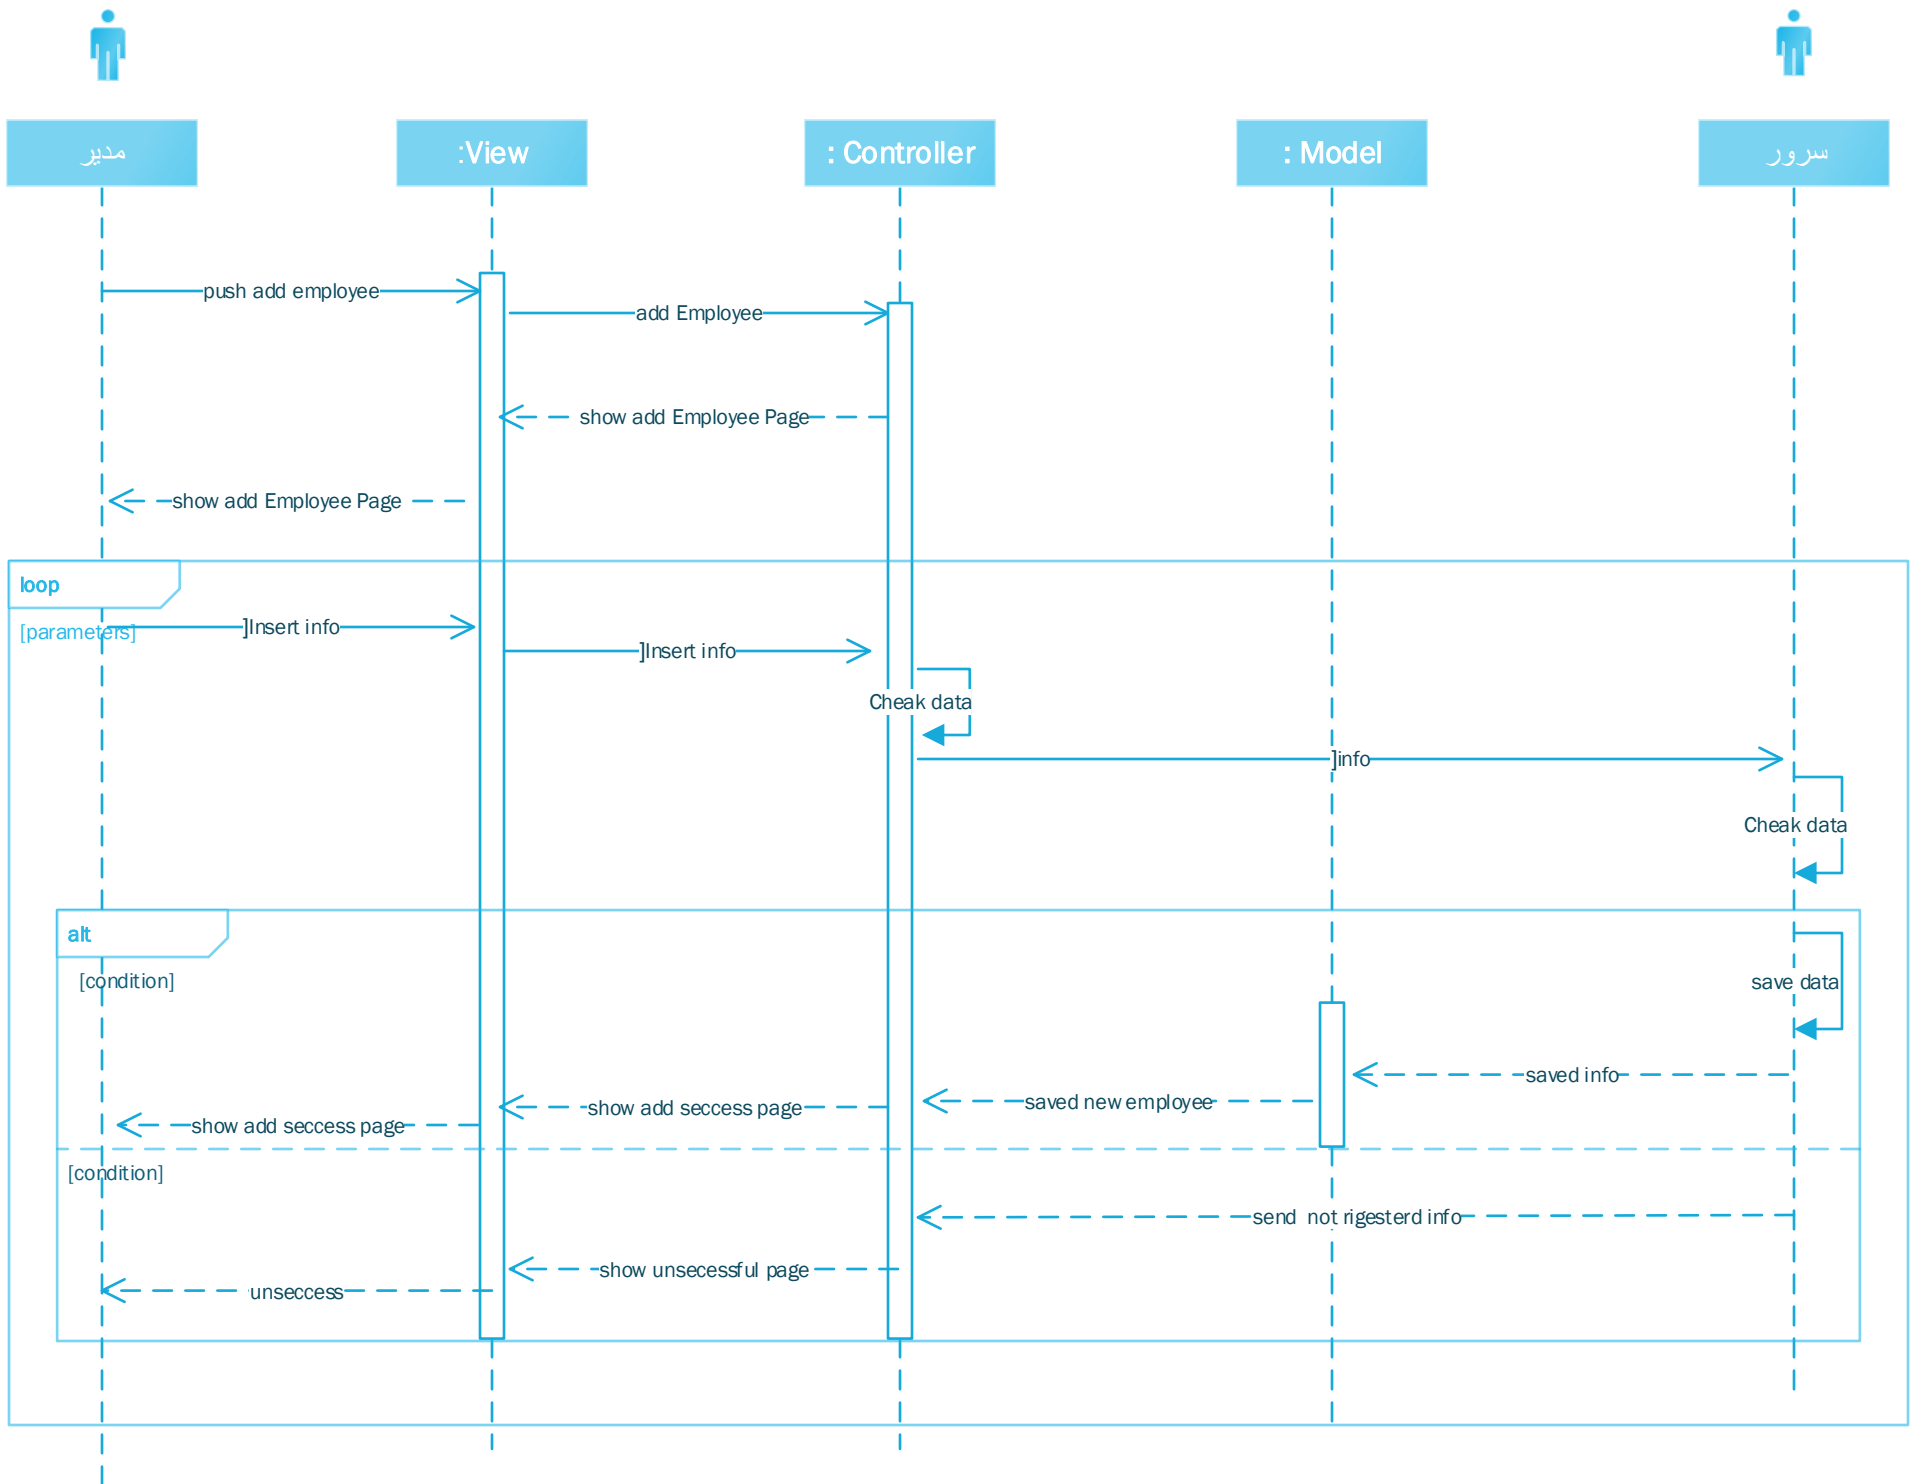 مدیر
:View
: Controller
: Model
سرور
push add employee
add Employee
show add Employee Page
show add Employee Page
loop
[parameters]
]Insert info
]Insert info
Cheak data
]info
Cheak data
alt
[condition]
save data
saved info
saved new employee
show add seccess page
show add seccess page
[condition]
send  not rigesterd info
show unsecessful page
unseccess